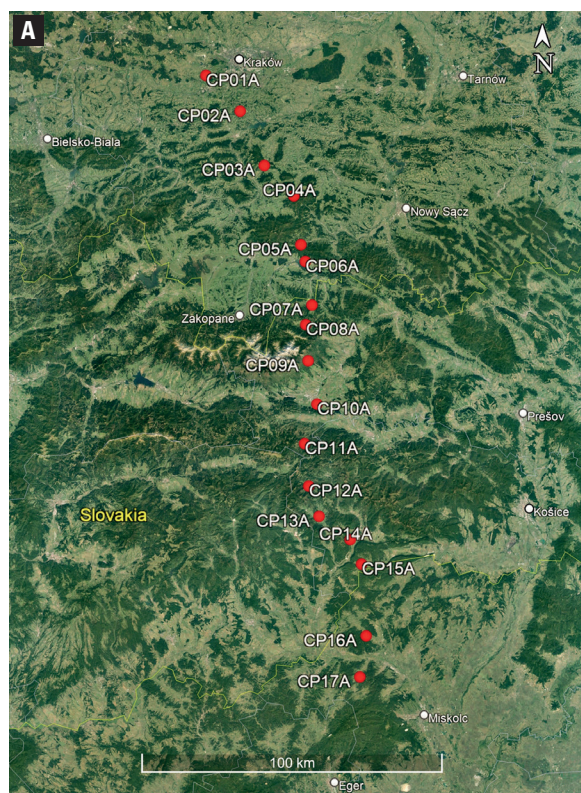 A
N
Kraków
Tarnów
CP01A
CP02A
Bielsko-Biala
CP03A
CP04A
Nowy Sącz
CP05A
CP06A
CP07A
Zakopane
CP08A
CP09A
CP10A
Prešov
CP11A
CP12A
Košice
Slovakia
CP13A
CP14A
CP15A
CP16A
CP17A
Miskolc
100 km
Eger